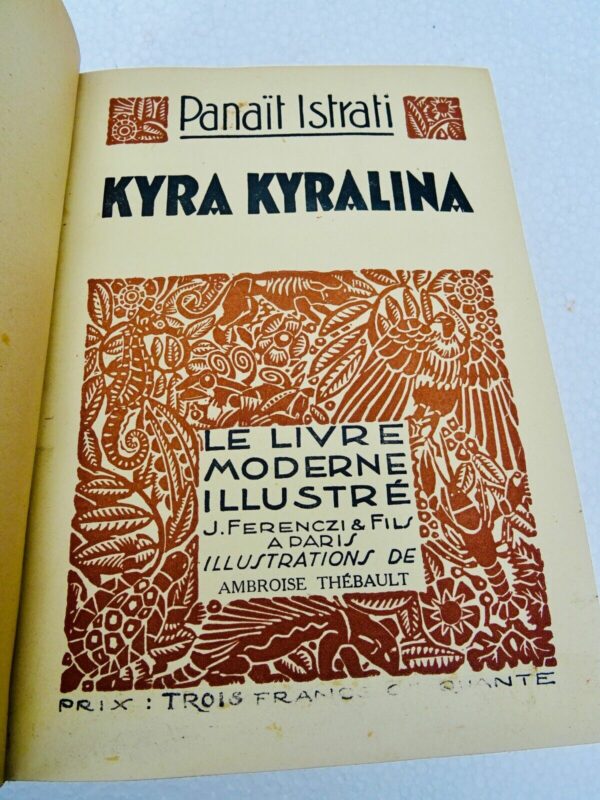 Panaït Istrati
KYRA KYRALINA
LE LIVRE
MODERNE
ILLUSTRÉ
J. FERENCZI & FILS
A PARIS
ILLUSTRATIONS DE
AMBROISE THÉBAULT
PRIX : TROIS FRANCS